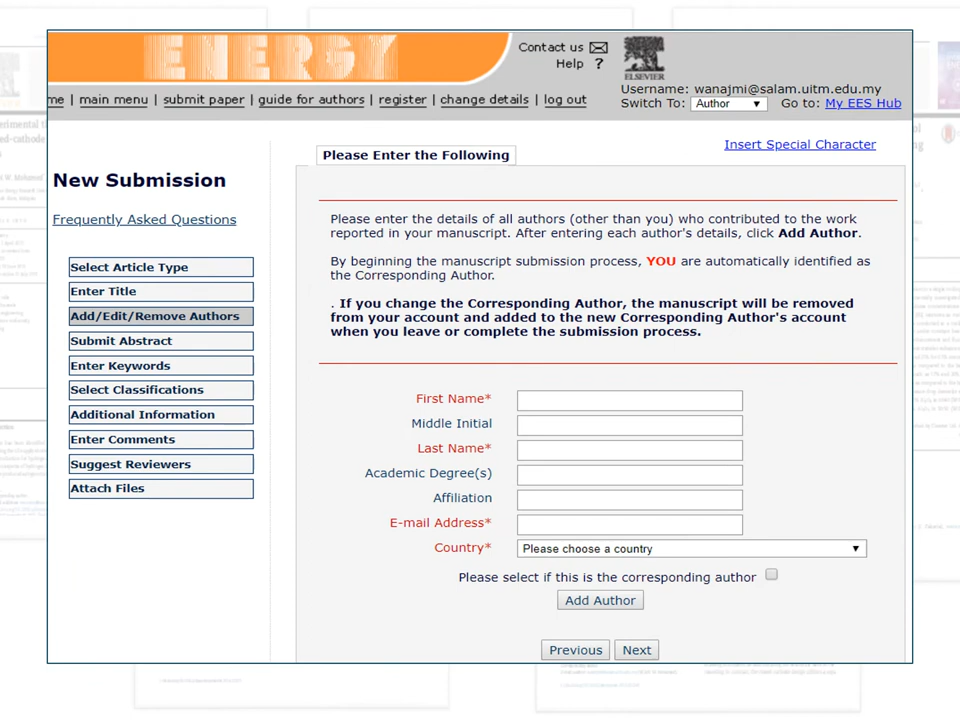 ENERGY
Contact us
Help ?
ELSEVIER
Username: wanajmi@salam.uitm.edu.my
Switch To: Author Go to: My EES Hub
me | main menu | submit paper | guide for authors | register | change details | log out
Insert Special Character
Please Enter the Following
New Submission
Frequently Asked Questions
Select Article Type
Enter Title
Add/Edit/Remove Authors
Submit Abstract
Enter Keywords
Select Classifications
Additional Information
Enter Comments
Suggest Reviewers
Attach Files
Please enter the details of all authors (other than you) who contributed to the work
reported in your manuscript. After entering each author's details, click Add Author.
By beginning the manuscript submission process, YOU are automatically identified as
the Corresponding Author.
. If you change the Corresponding Author, the manuscript will be removed
from your account and added to the new Corresponding Author's account
when you leave or complete the submission process.
First Name*
Middle Initial
Last Name*
Academic Degree(s)
Affiliation
E-mail Address*
Country* Please choose a country
Please select if this is the corresponding author
Add Author
Previous Next